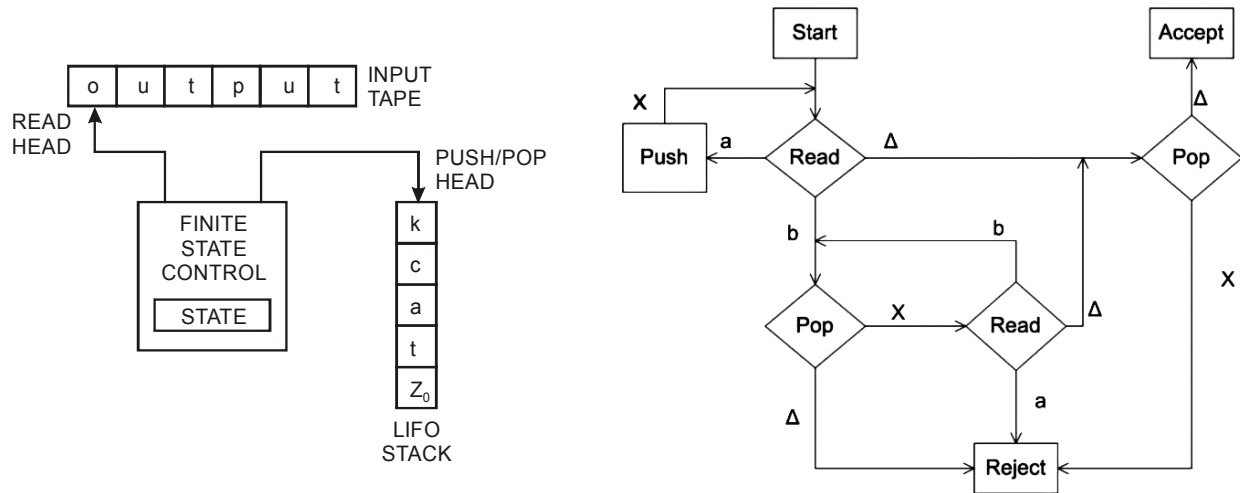 o u t p u t
INPUT
TAPE
READ
HEAD
PUSH/POP
HEAD
FINITE
STATE
CONTROL
STATE
k
c
a
t
Z₀
LIFO
STACK
Start
Accept
X
Δ
Push
a
Read
Δ
Pop
b
b
X
Pop
X
Read
Δ
Δ
a
Reject